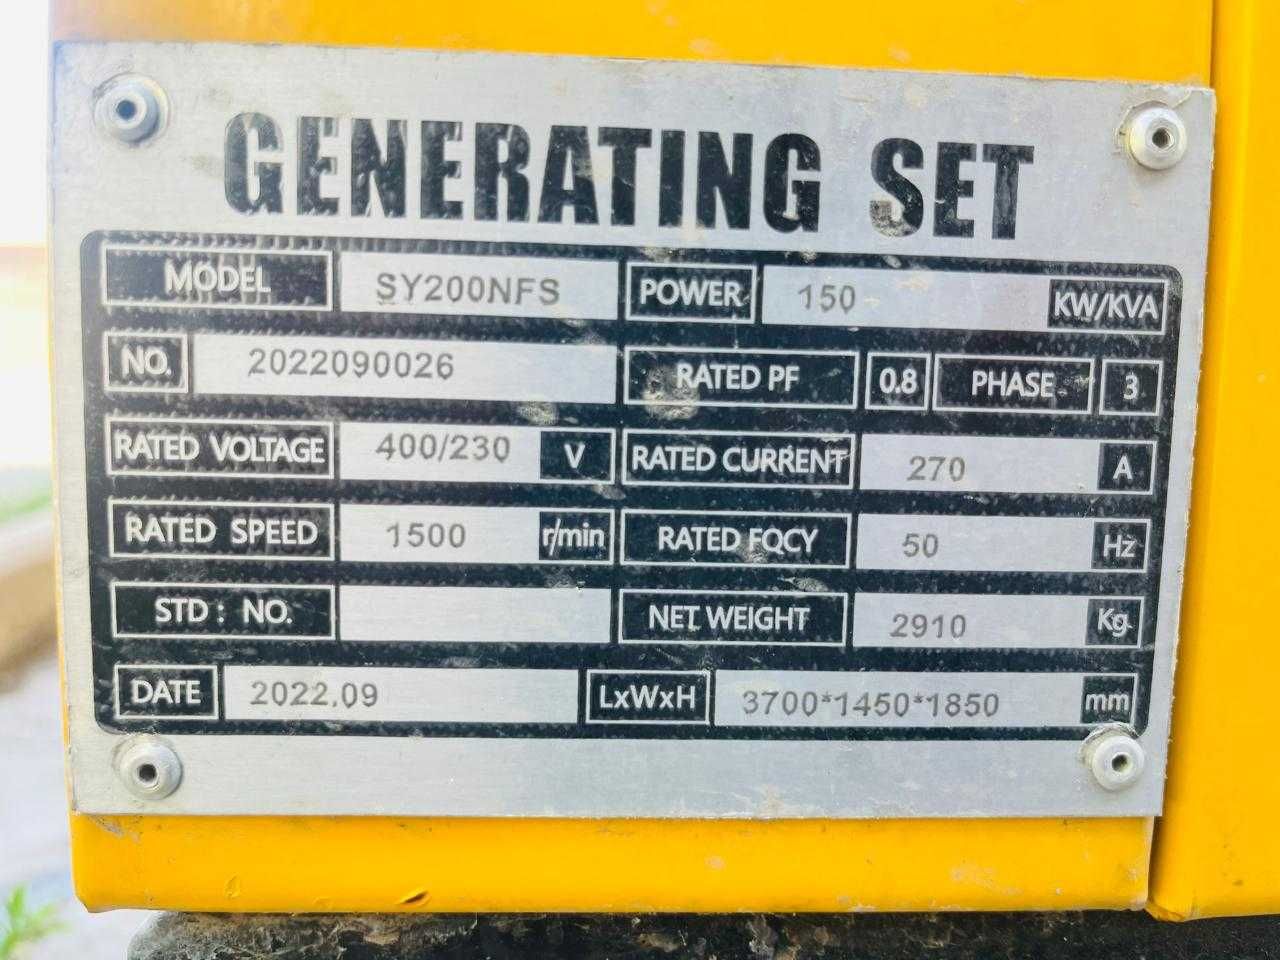 GENERATING SET
MODEL SY200NFS POWER 150 KW/KVA
NO. 2022090026 RATED PF 0.8 PHASE 3
RATED VOLTAGE 400/230 V RATED CURRENT 270 A
RATED SPEED 1500 r/min RATED FQCY 50 Hz
STD : NO. NET WEIGHT 2910 Kg
DATE 2022.09 LxWxH 3700*1450*1850 mm